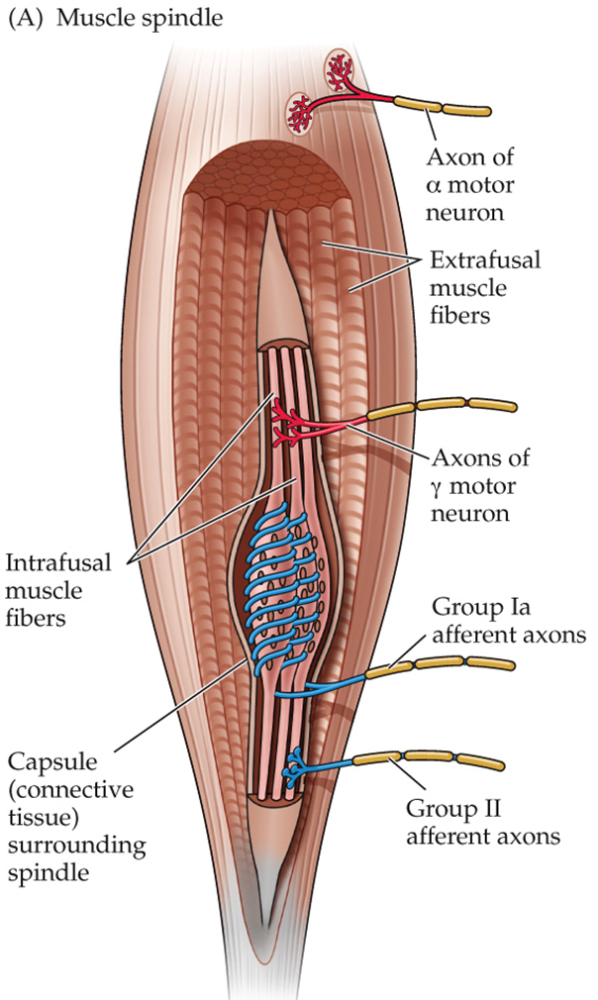 (A) Muscle spindle
Axon of
α motor
neuron
Extrafusal
muscle
fibers
Axons of
γ motor
neuron
Intrafusal
muscle
fibers
Group Ia
afferent axons
Capsule
(connective
tissue)
surrounding
spindle
Group II
afferent axons